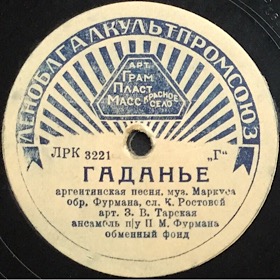 ЛЕНОБЛГАЛКУЛЬТПРОМСОЮЗ
АРТ.
ГРАМ
ПЛАСТ
МАСС
КРАСНОЕ
СЕЛО
ЛРК 3221 „Г"
ГАДАНЬЕ
аргентинская песня, муз. Маркуса
обр. Фурмана, сл. К. Ростовой
арт. З. В. Тарская
ансамбль п/у П М. Фурмана
обменный фонд